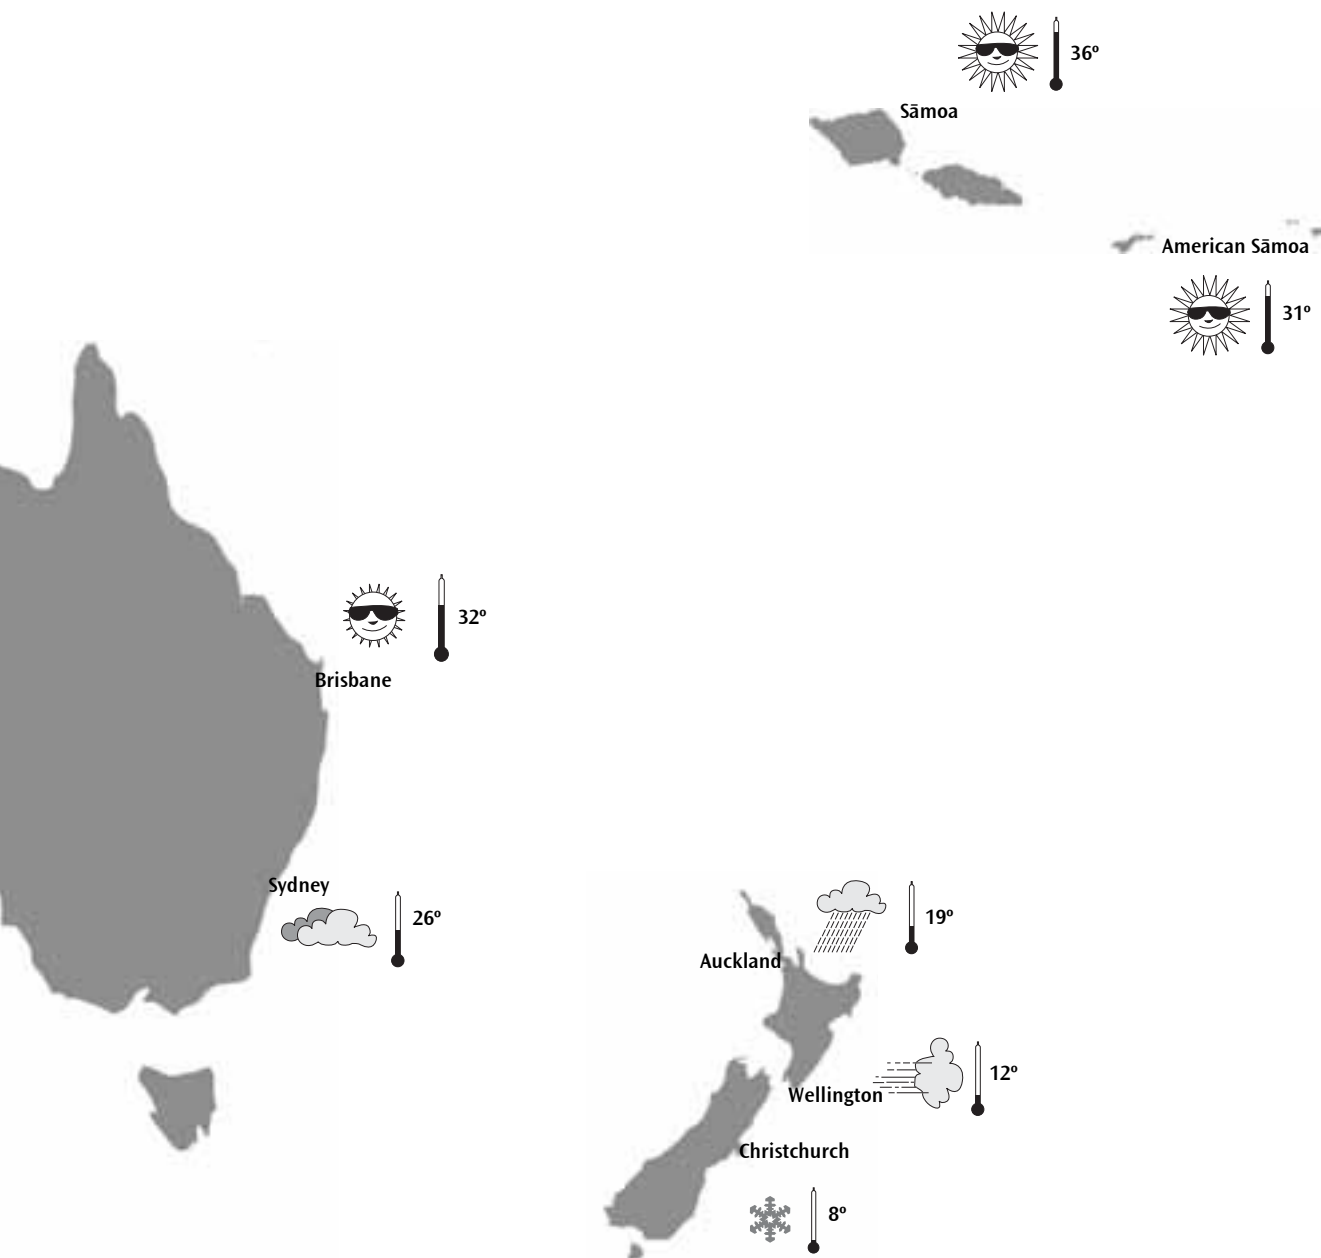 36º
Sāmoa
American Sāmoa
31º
32º
Brisbane
Sydney
26º
19º
Auckland
12º
Wellington
Christchurch
8º